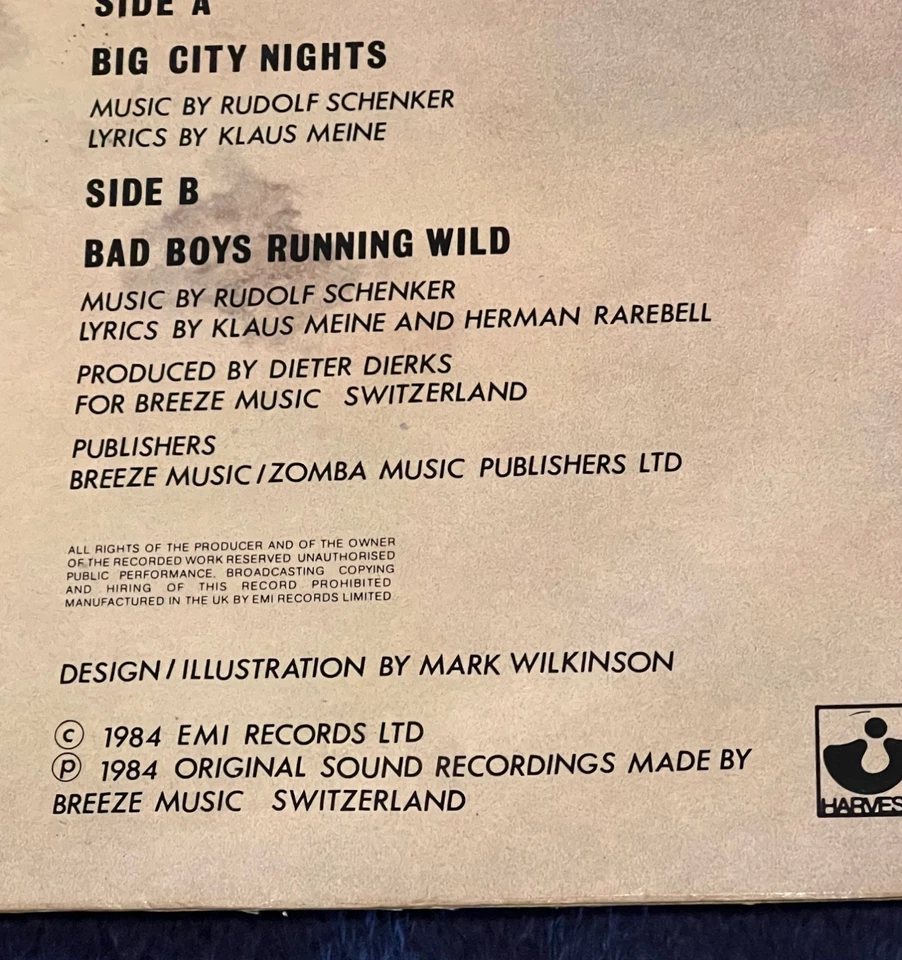 SIDE A
BIG CITY NIGHTS
MUSIC BY RUDOLF SCHENKER
LYRICS BY KLAUS MEINE
SIDE B
BAD BOYS RUNNING WILD
MUSIC BY RUDOLF SCHENKER
LYRICS BY KLAUS MEINE AND HERMAN RAREBELL
PRODUCED BY DIETER DIERKS
FOR BREEZE MUSIC SWITZERLAND
PUBLISHERS
BREEZE MUSIC/ZOMBA MUSIC PUBLISHERS LTD
ALL RIGHTS OF THE PRODUCER AND OF THE OWNER
OF THE RECORDED WORK RESERVED UNAUTHORISED
PUBLIC PERFORMANCE, BROADCASTING COPYING
AND HIRING OF THIS RECORD PROHIBITED
MANUFACTURED IN THE UK BY EMI RECORDS LIMITED
DESIGN/ILLUSTRATION BY MARK WILKINSON
© 1984 EMI RECORDS LTD
℗ 1984 ORIGINAL SOUND RECORDINGS MADE BY
BREEZE MUSIC SWITZERLAND
HARVES